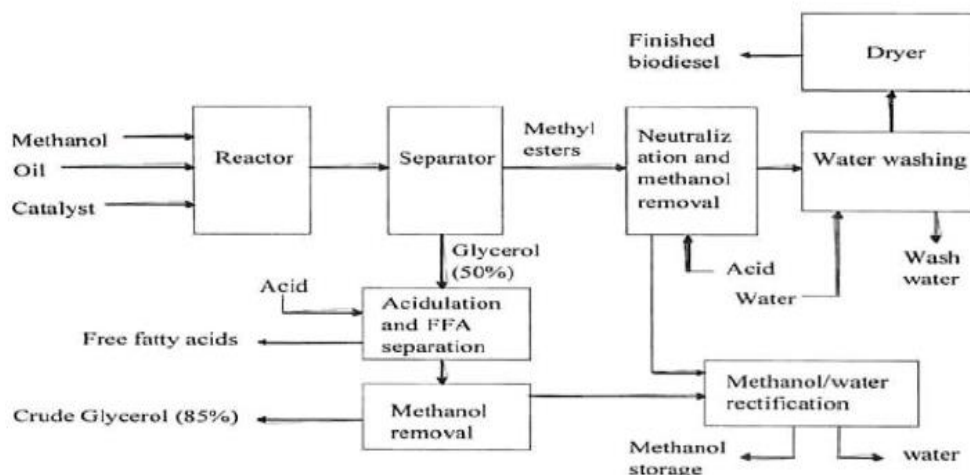 Finished
biodiesel
Dryer
Methanol
Oil
Catalyst
Reactor
Separator
Methyl
esters
Neutraliz
ation and
methanol
removal
Water washing
Glycerol
(50%)
Acid
Water
Wash
water
Acid
Acidulation
and FFA
separation
Free fatty acids
Crude Glycerol (85%)
Methanol
removal
Methanol/water
rectification
Methanol
storage
water